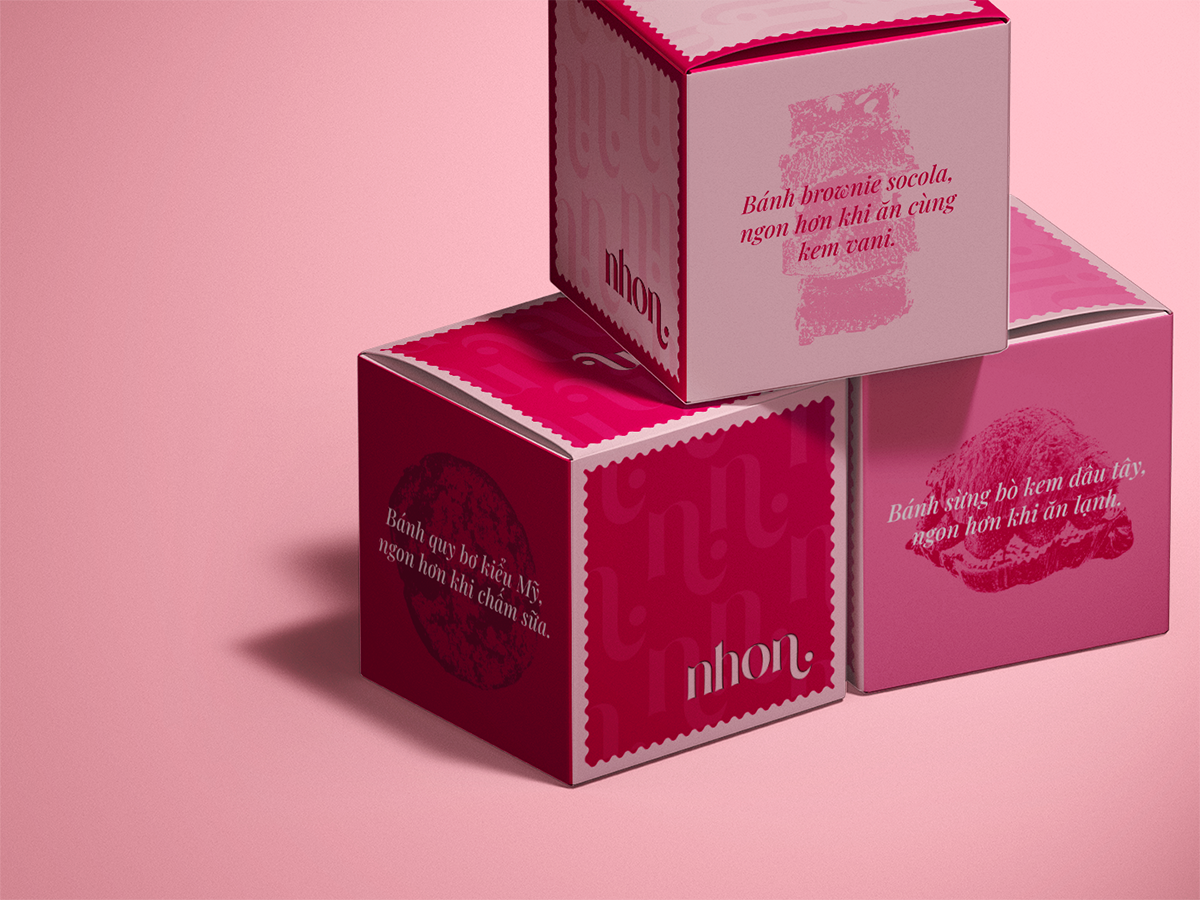 Bánh brownie socola,
ngon hơn khi ăn cùng
kem vani.
nhon.
Bánh quy bơ kiểu Mỹ,
ngon hơn khi chấm sữa.
nhon.
Bánh sừng bò kem dâu tây,
ngon hơn khi ăn lạnh.